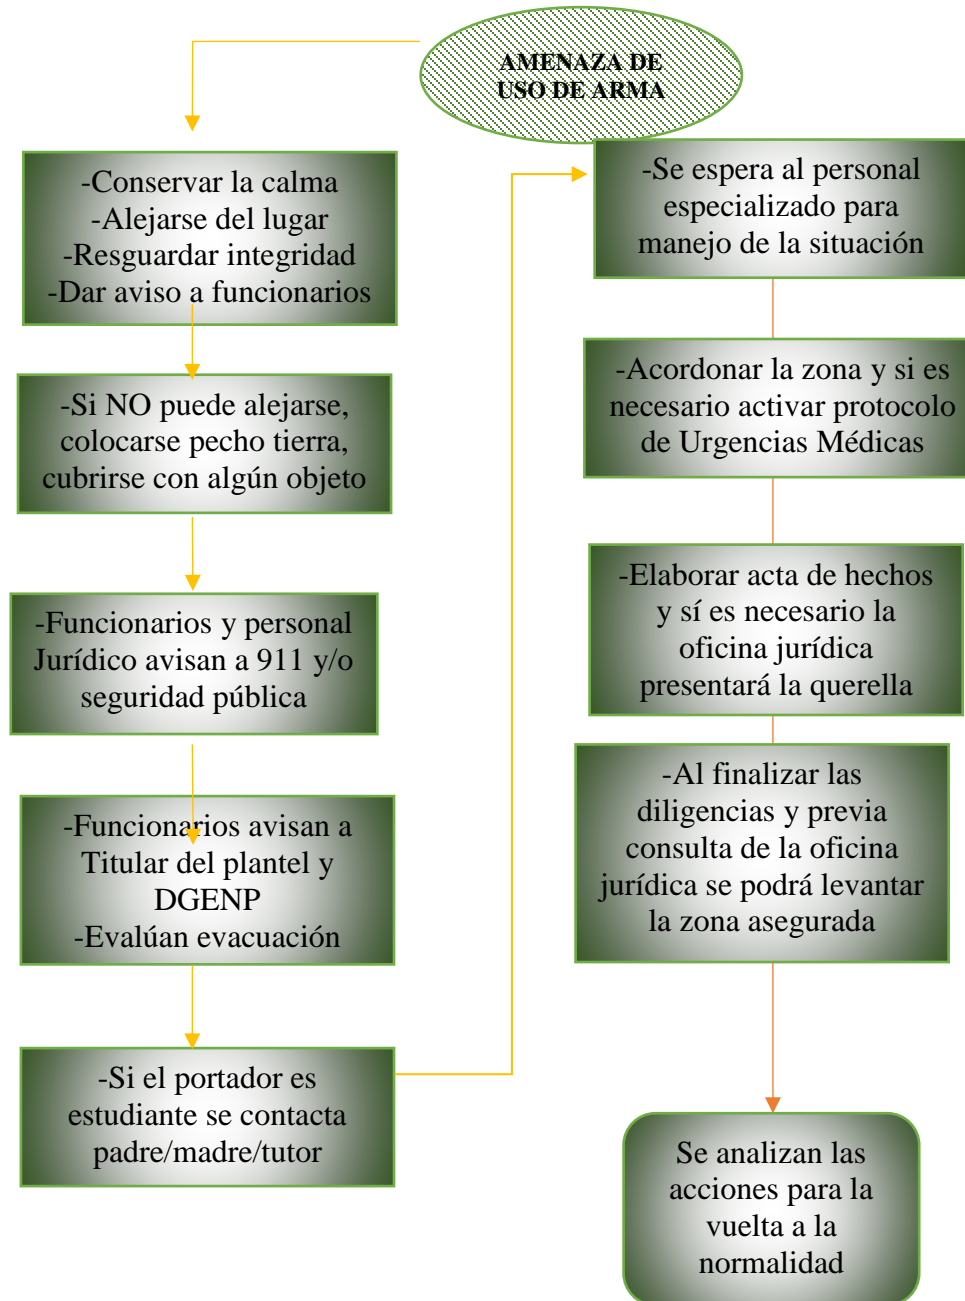 AMENAZA DE
USO DE ARMA
-Conservar la calma
-Alejarse del lugar
-Resguardar integridad
-Dar aviso a funcionarios
-Si NO puede alejarse,
colocarse pecho tierra,
cubrirse con algún objeto
-Funcionarios y personal
Jurídico avisan a 911 y/o
seguridad pública
-Funcionarios avisan a
Titular del plantel y
DGENP
-Evalúan evacuación
-Si el portador es
estudiante se contacta
padre/madre/tutor
-Se espera al personal
especializado para
manejo de la situación
-Acordonar la zona y si es
necesario activar protocolo
de Urgencias Médicas
-Elaborar acta de hechos
y sí es necesario la
oficina jurídica
presentará la querella
-Al finalizar las
diligencias y previa
consulta de la oficina
jurídica se podrá levantar
la zona asegurada
Se analizan las
acciones para la
vuelta a la
normalidad